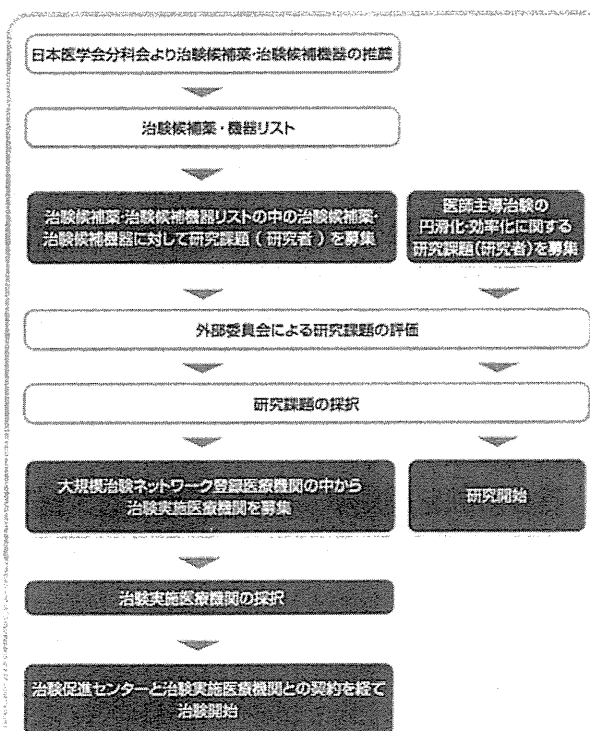 日本医学会分科会より治験候補薬・治験候補機器の推薦
治験候補薬・機器リスト
治験候補薬・治験候補機器リストの中の治験候補薬・
治験候補機器に対して研究課題（研究者）を募集
医師主導治験の
円滑化・効率化に関する
研究課題（研究者）を募集
外部委員会による研究課題の評価
研究課題の採択
大規模治験ネットワーク登録医療機関の中から
治験実施医療機関を募集
研究開始
治験実施医療機関の採択
治験促進センターと治験実施医療機関との契約を経て
治験開始